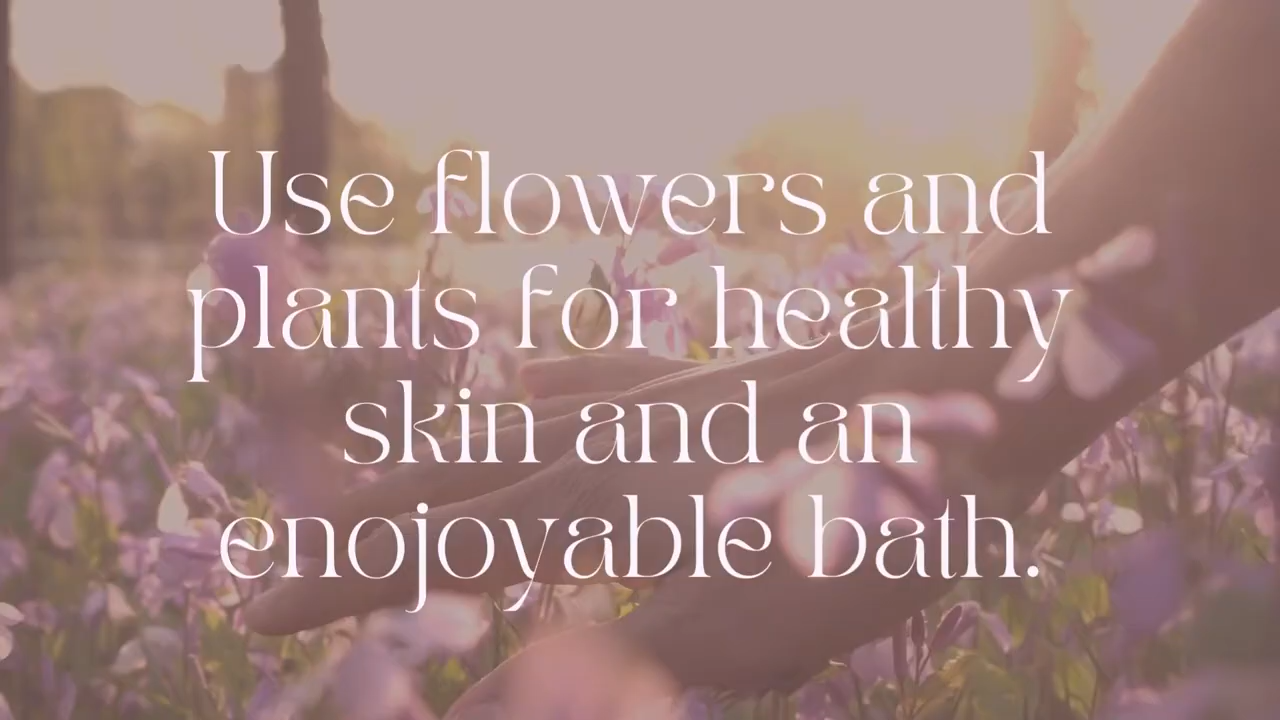 Use flowers and
plants for healthy
skin and an
enojoyable bath.